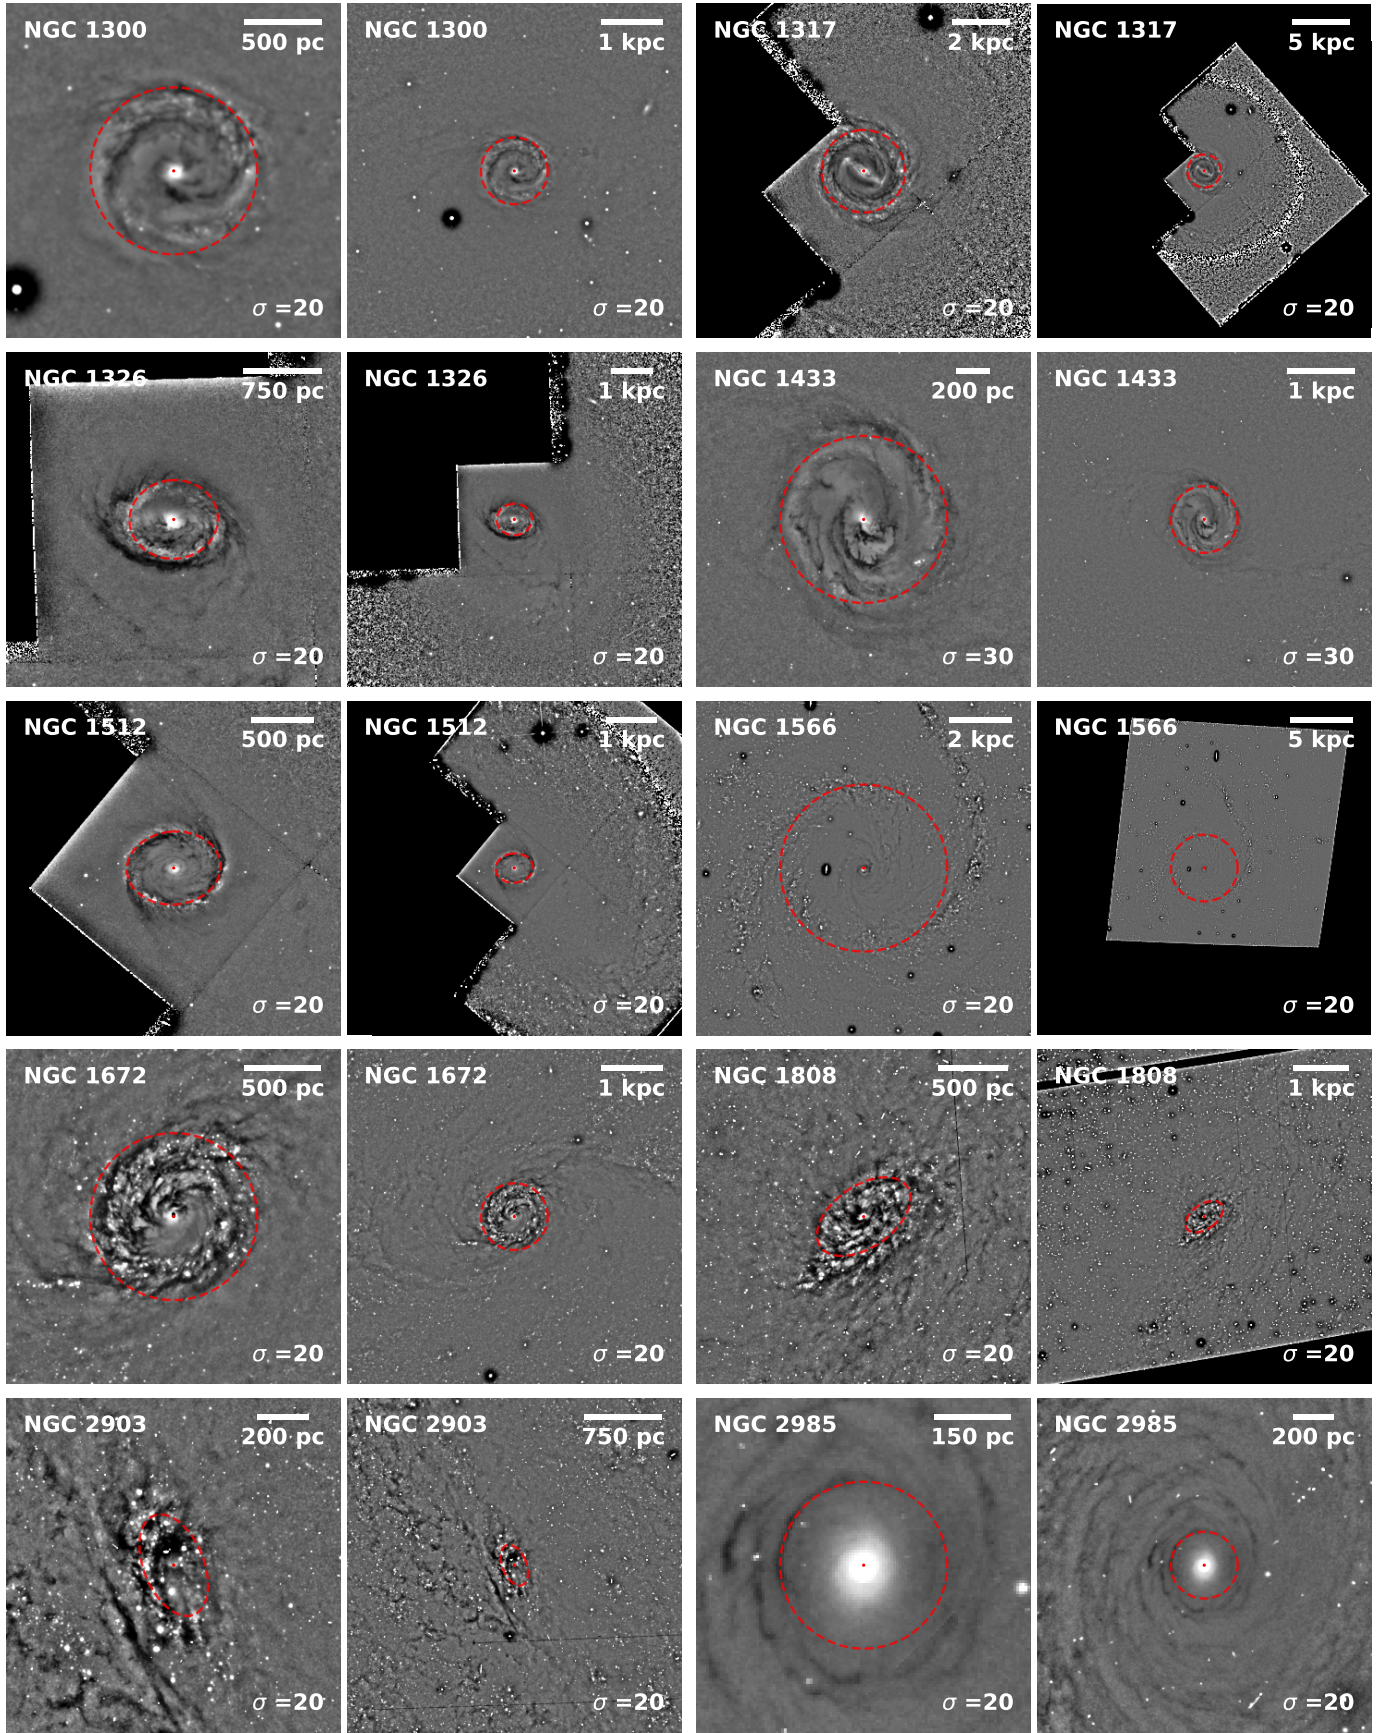 NGC 1300
500 pc
σ =20
NGC 1300
1 kpc
σ =20
NGC 1317
2 kpc
σ =20
NGC 1317
5 kpc
σ =20
NGC 1326
750 pc
σ =20
NGC 1326
1 kpc
σ =20
NGC 1433
200 pc
σ =30
NGC 1433
1 kpc
σ =30
NGC 1512
500 pc
σ =20
NGC 1512
1 kpc
σ =20
NGC 1566
2 kpc
σ =20
NGC 1566
5 kpc
σ =20
NGC 1672
500 pc
σ =20
NGC 1672
1 kpc
σ =20
NGC 1808
500 pc
σ =20
NGC 1808
1 kpc
σ =20
NGC 2903
200 pc
σ =20
NGC 2903
750 pc
σ =20
NGC 2985
150 pc
σ =20
NGC 2985
200 pc
σ =20